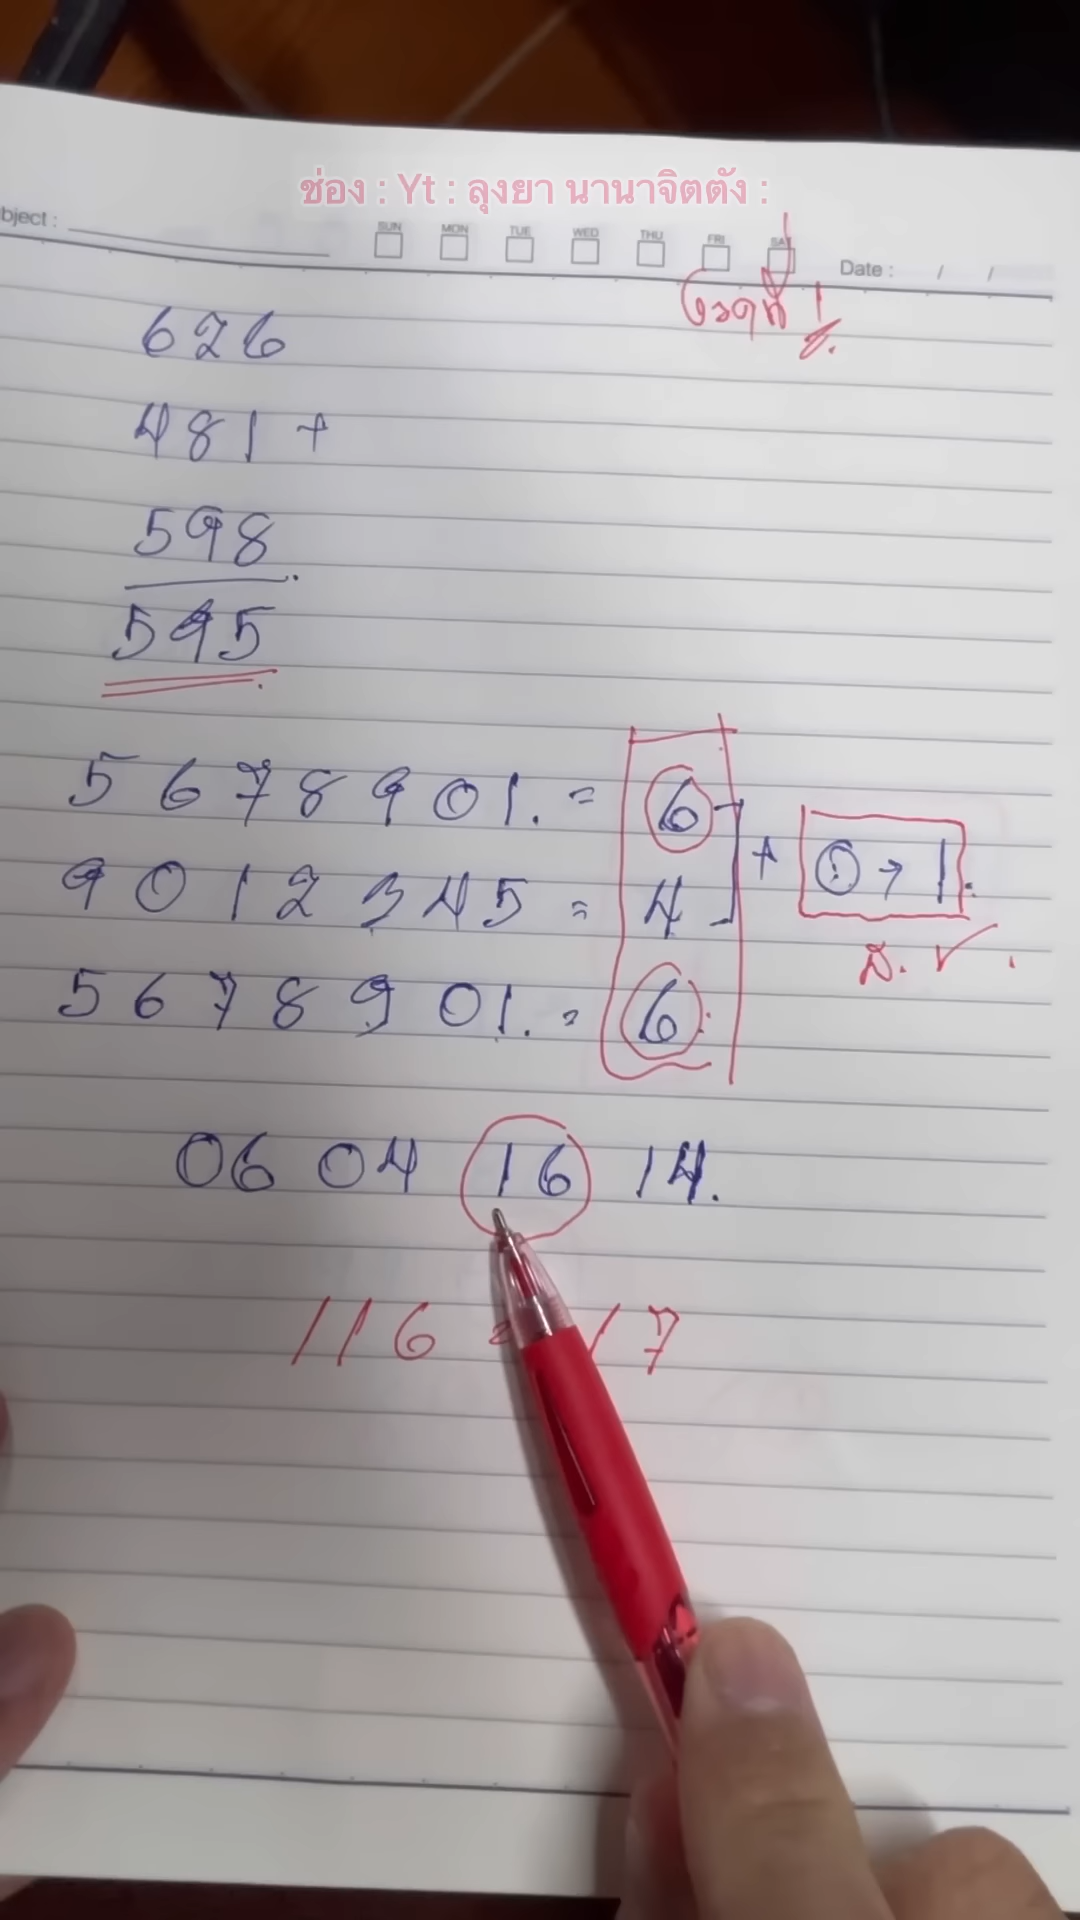 ช่อง : Yt : ลุงยา นานาจิตตัง :
bject :
SUN MON TUE WED THU FRI SAT
Date : / /
งวดที่ 1
626
481 +
598
595
5 6 7 8 9 0 1. = 6
+ 0 → 1.
9 0 1 2 3 4 5 = 4
5 6 7 8 9 0 1. = 6
06 04 16 14.
116 = 17